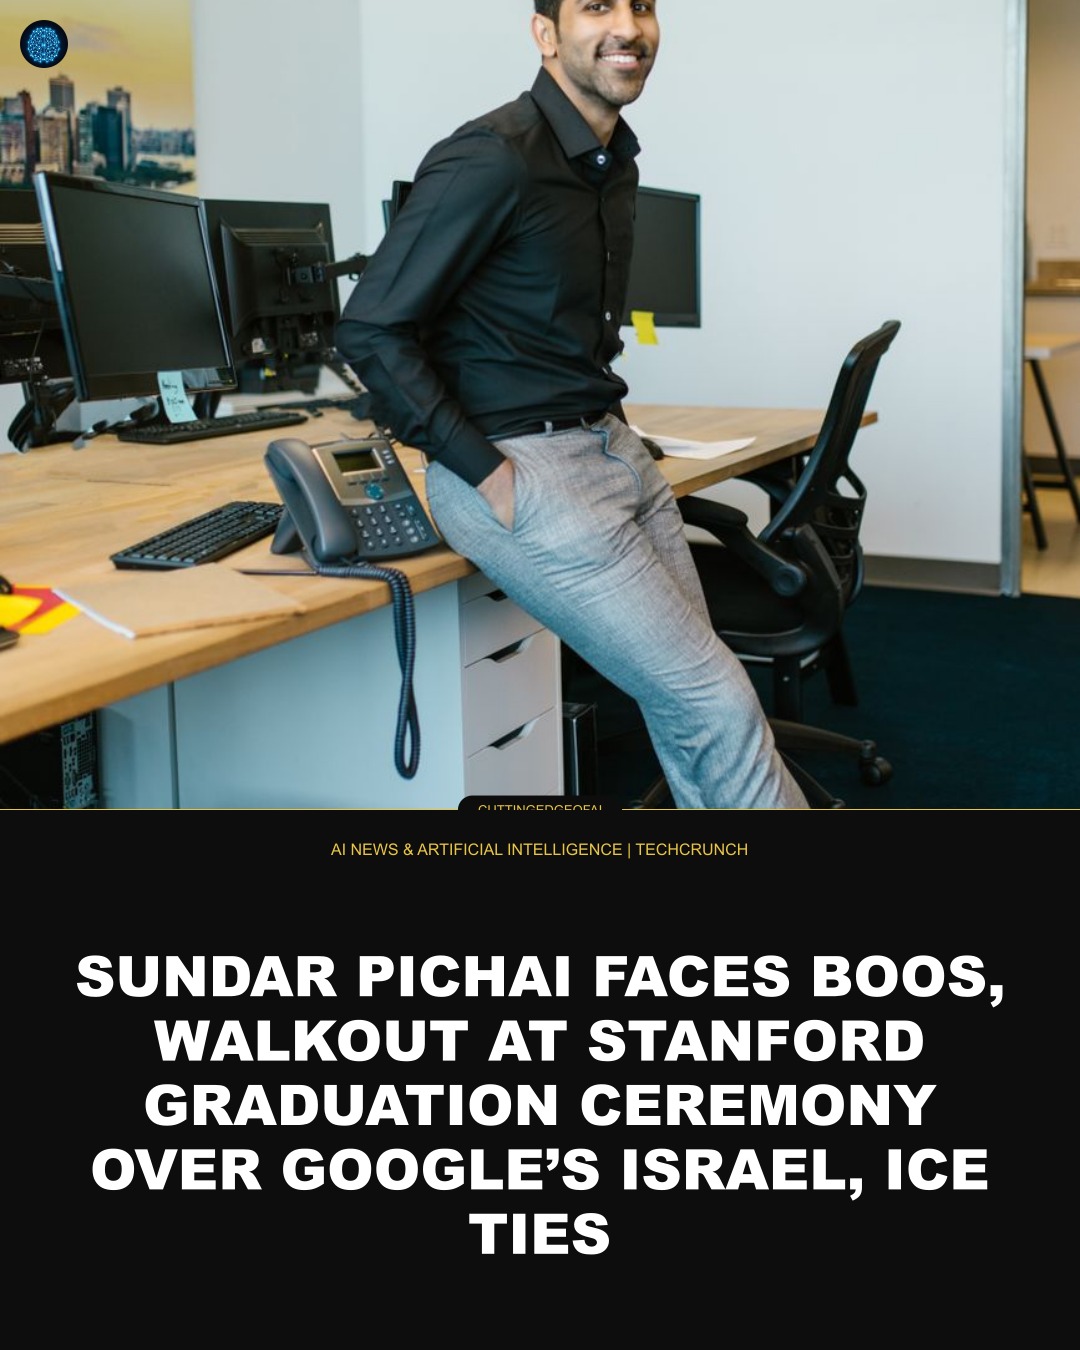 CUTTINGEDGEOFAI
AI NEWS & ARTIFICIAL INTELLIGENCE | TECHCRUNCH
SUNDAR PICHAI FACES BOOS,
WALKOUT AT STANFORD
GRADUATION CEREMONY
OVER GOOGLE’S ISRAEL, ICE
TIES